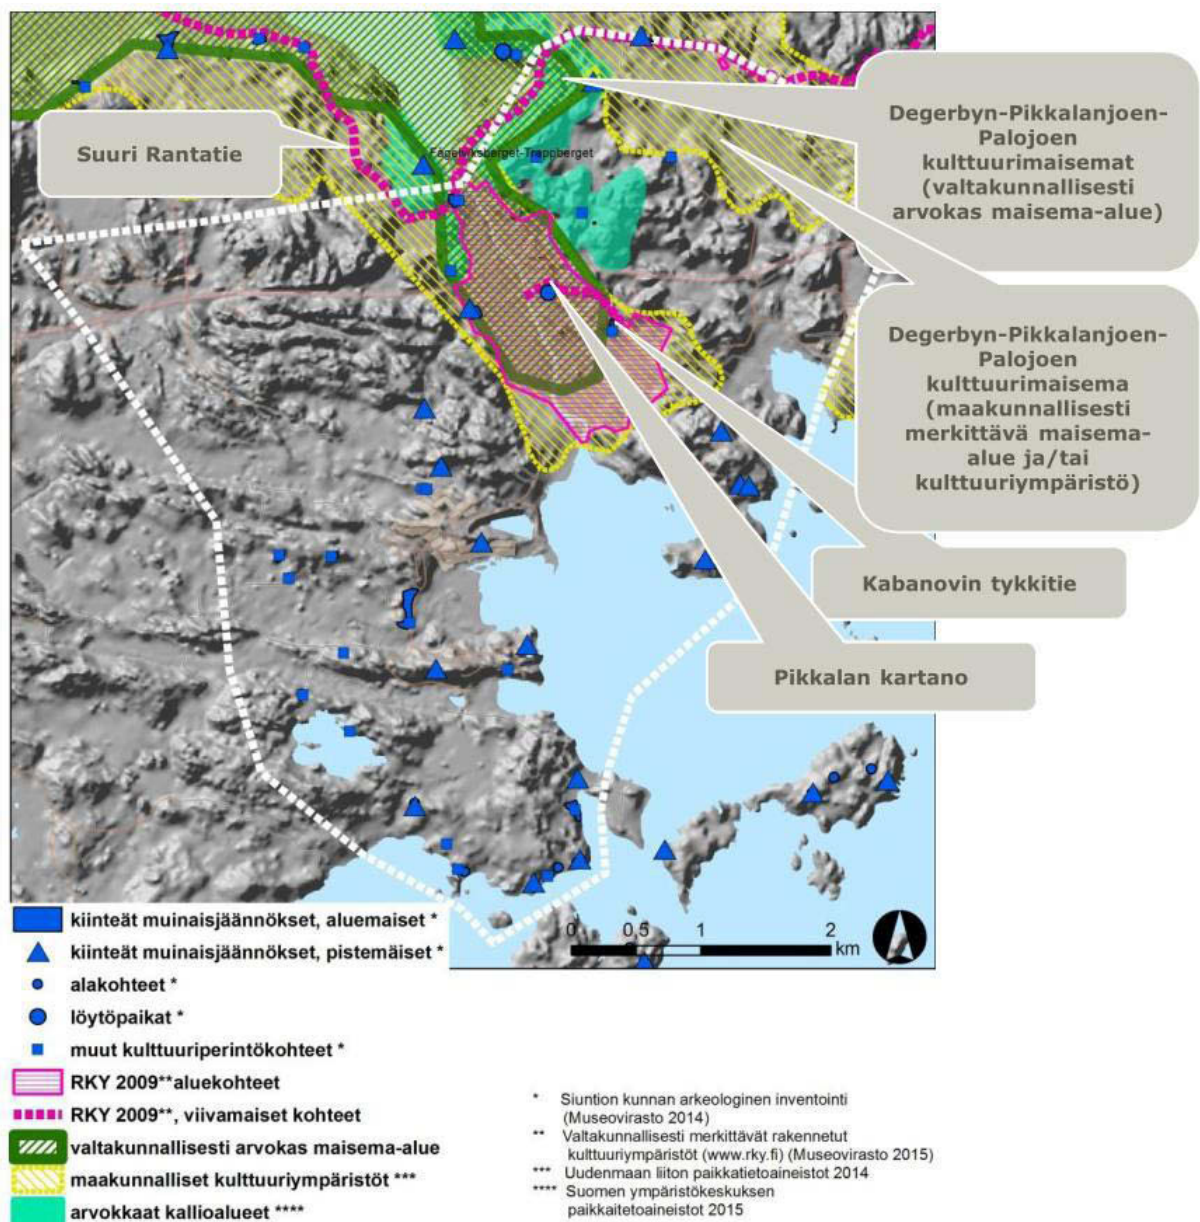 Degerbyn-Pikkalanjoen-
Palojoen
kulttuurimaisemat
(valtakunnallisesti
arvokas maisema-alue)
Suuri Rantatie
Fagelviksberget-Trappberget
Degerbyn-Pikkalanjoen-
Palojoen
kulttuurimaisema
(maakunnallisesti
merkittävä maisema-
alue ja/tai
kulttuuriympäristö)
Kabanovin tykkitie
Pikkalan kartano
0 0,5 1 2
km
kiinteät muinaisjäännökset, aluemaiset *
kiinteät muinaisjäännökset, pistemäiset *
alakohteet *
löytöpaikat *
muut kulttuuriperintökohteet *
RKY 2009**aluekohteet
RKY 2009**, viivamaiset kohteet
valtakunnallisesti arvokas maisema-alue
maakunnalliset kulttuuriympäristöt ***
arvokkaat kallioalueet ****
* Siuntion kunnan arkeologinen inventointi
(Museovirasto 2014)
** Valtakunnallisesti merkittävät rakennetut
kulttuuriympäristöt (www.rky.fi) (Museovirasto 2015)
*** Uudenmaan liiton paikkatietoaineistot 2014
**** Suomen ympäristökeskuksen
paikkaitetoaineistot 2015